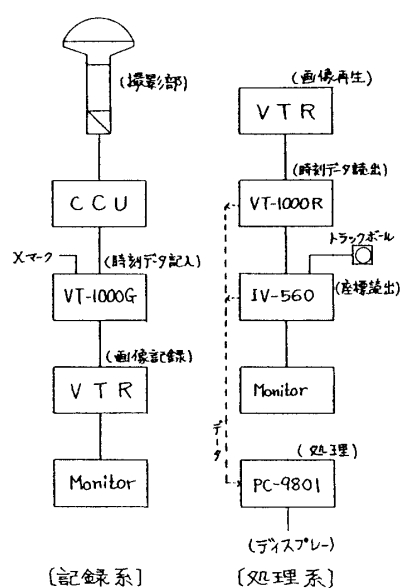 (撮影部)
CCU
Xマーク
(時刻データ記入)
VT-1000G
(画像記録)
VTR
Monitor
[記録系]
(画像再生)
VTR
(時刻データ読出)
VT-1000R
トラックボール
IV-560
(座標読出)
Monitor
データ
(処理)
PC-9801
(ディスプレー)
[処理系]